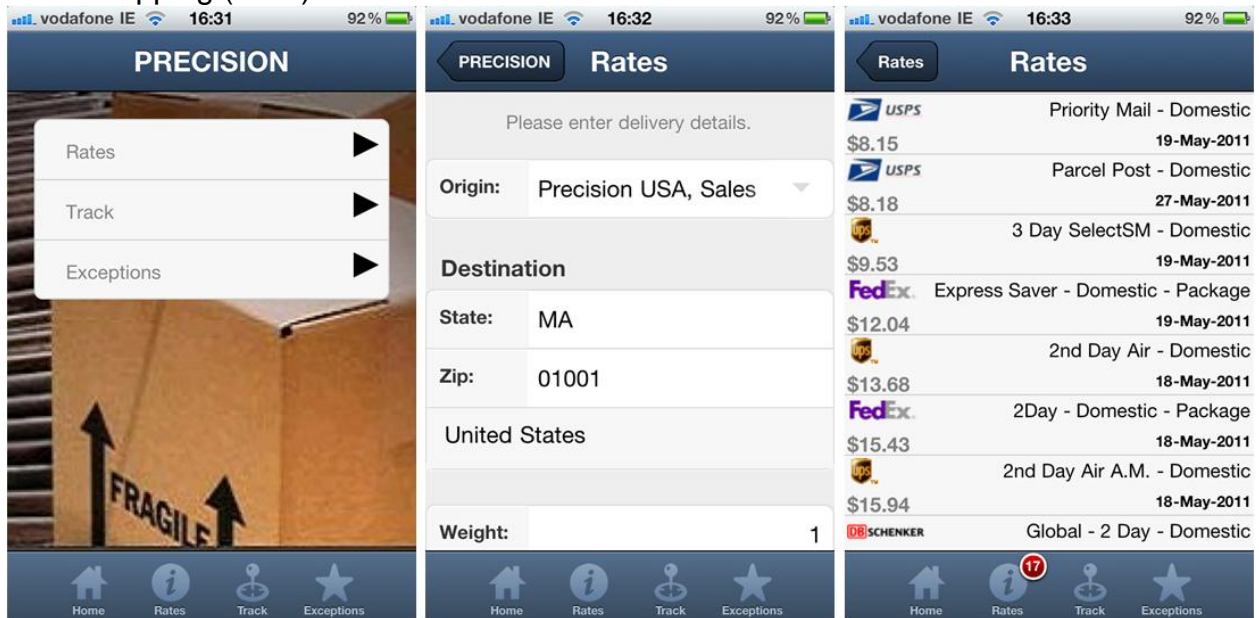 vodafone IE 16:31 92%
PRECISION
Rates
Track
Exceptions
FRAGILE
Home Rates Track Exceptions
vodafone IE 16:32 92%
PRECISION Rates
Please enter delivery details.
Origin: Precision USA, Sales
Destination
State: MA
Zip: 01001
United States
Weight: 1
Home Rates Track Exceptions
vodafone IE 16:33 92%
Rates Rates
USPS Priority Mail - Domestic
$8.15 19-May-2011
USPS Parcel Post - Domestic
$8.18 27-May-2011
ups 3 Day SelectSM - Domestic
$9.53 19-May-2011
FedEx. Express Saver - Domestic - Package
$12.04 19-May-2011
ups 2nd Day Air - Domestic
$13.68 18-May-2011
FedEx. 2Day - Domestic - Package
$15.43 18-May-2011
ups 2nd Day Air A.M. - Domestic
$15.94 18-May-2011
DB SCHENKER Global - 2 Day - Domestic
17
Home Rates Track Exceptions